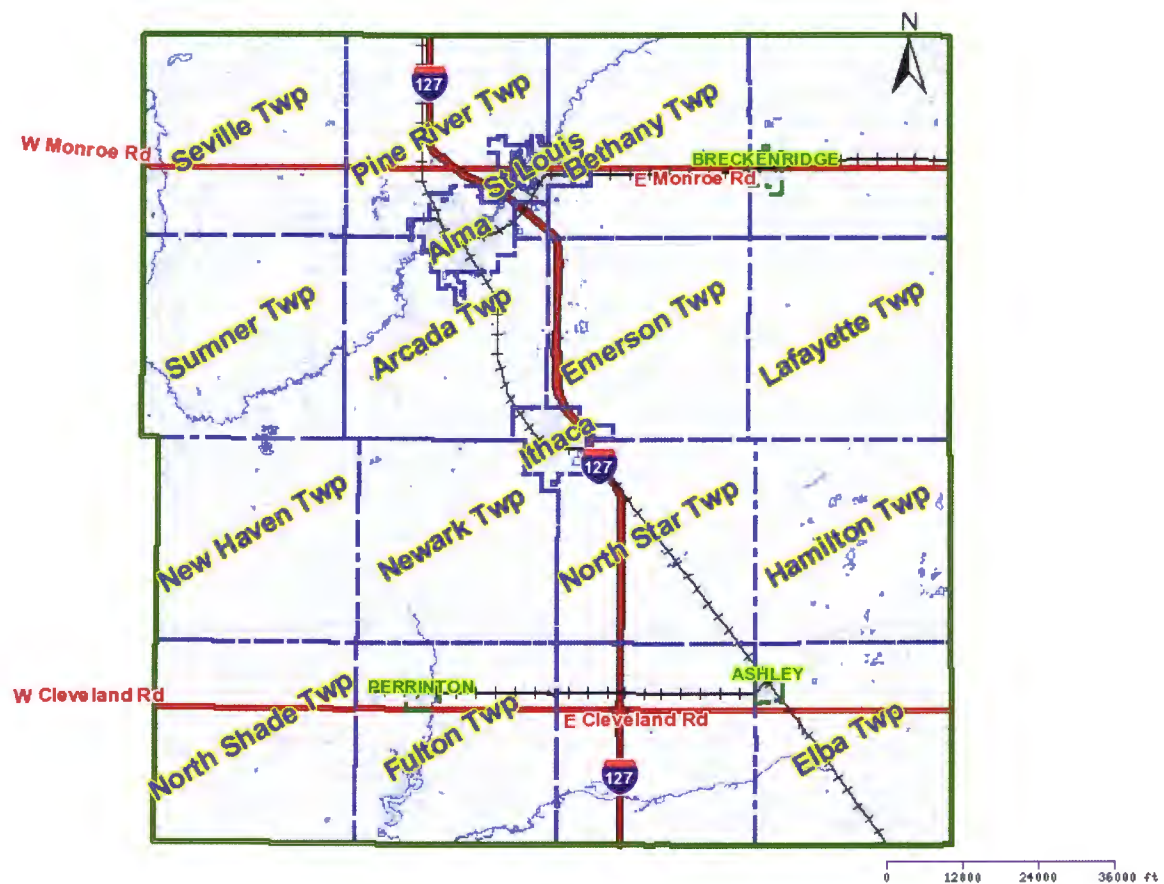 N
127
Seville Twp
Pine River Twp
St Louis
Bethany Twp
W Monroe Rd
BRECKENRIDGE
E Monroe Rd
Alma
Sumner Twp
Arcada Twp
Emerson Twp
Lafayette Twp
Ithaca
127
New Haven Twp
Newark Twp
North Star Twp
Hamilton Twp
W Cleveland Rd
North Shade Twp
PERRINTON
Fulton Twp
ASHLEY
E Cleveland Rd
Elba Twp
127
0 12000 24000 36000 ft